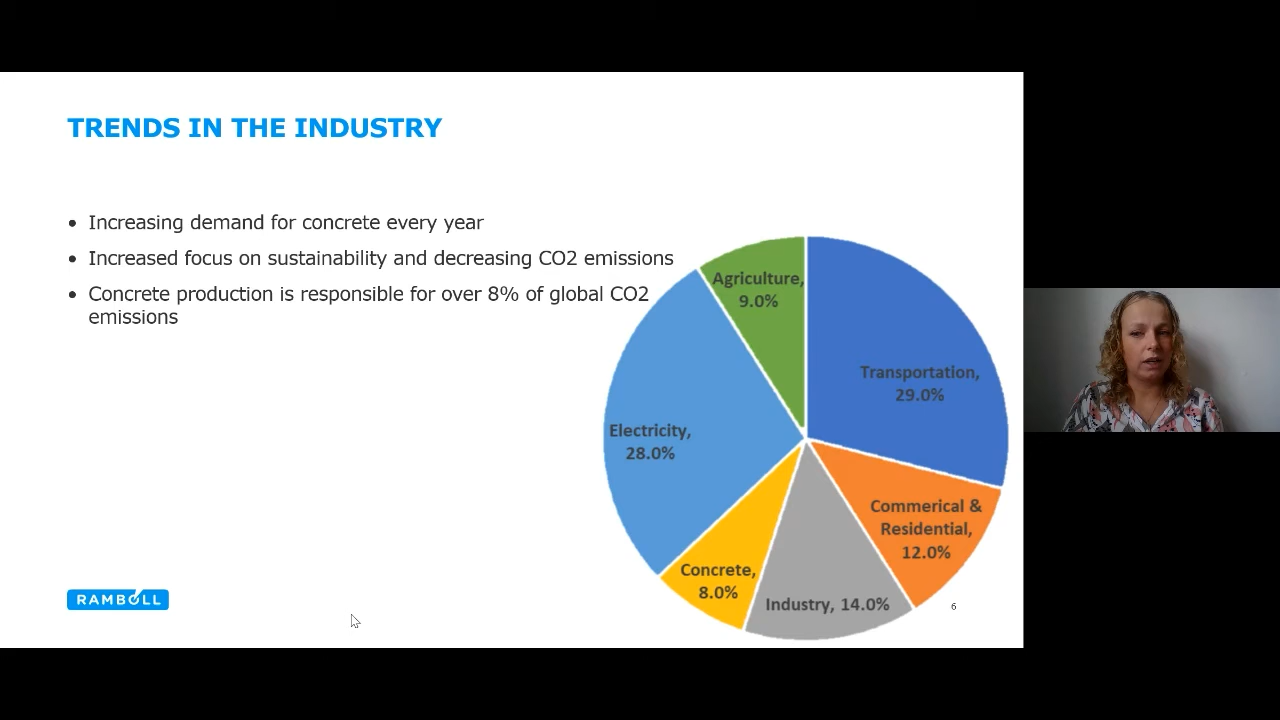 TRENDS IN THE INDUSTRY
Increasing demand for concrete every year
Increased focus on sustainability and decreasing CO2 emissions
Concrete production is responsible for over 8% of global CO2
emissions
Agriculture,
9.0%
Transportation,
29.0%
Electricity,
28.0%
Commerical &
Residential,
12.0%
Concrete,
8.0%
Industry, 14.0%
RAMBOLL
6